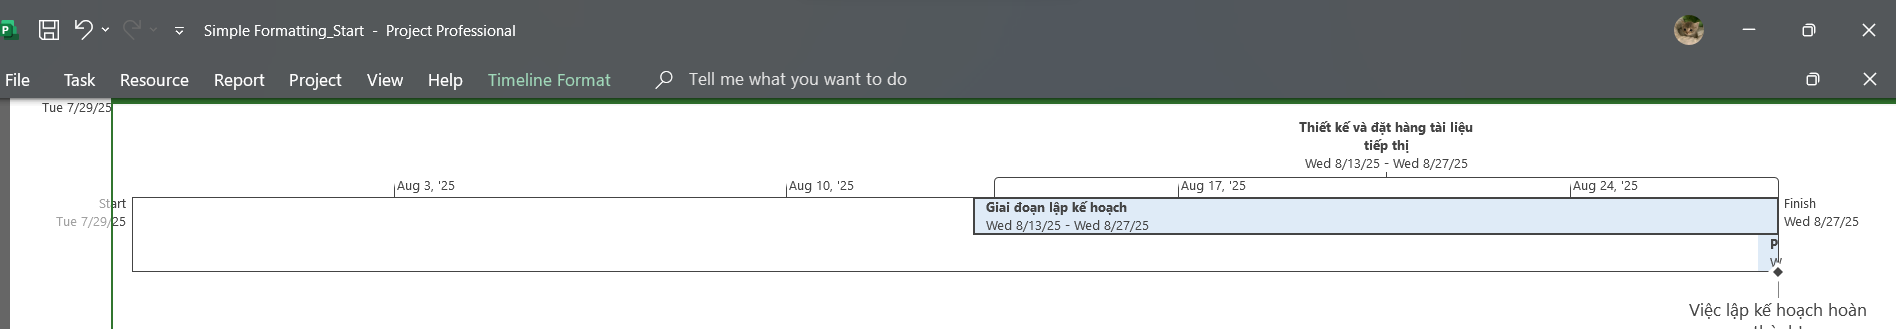 Simple Formatting_Start - Project Professional
File Task Resource Report Project View Help Timeline Format Tell me what you want to do
Tue 7/29/25
Thiết kế và đặt hàng tài liệu
tiếp thị
Wed 8/13/25 - Wed 8/27/25
Aug 3, '25 Aug 10, '25 Aug 17, '25 Aug 24, '25
Start
Tue 7/29/25
Giai đoạn lập kế hoạch
Wed 8/13/25 - Wed 8/27/25
Finish
Wed 8/27/25
P
W
Việc lập kế hoạch hoàn